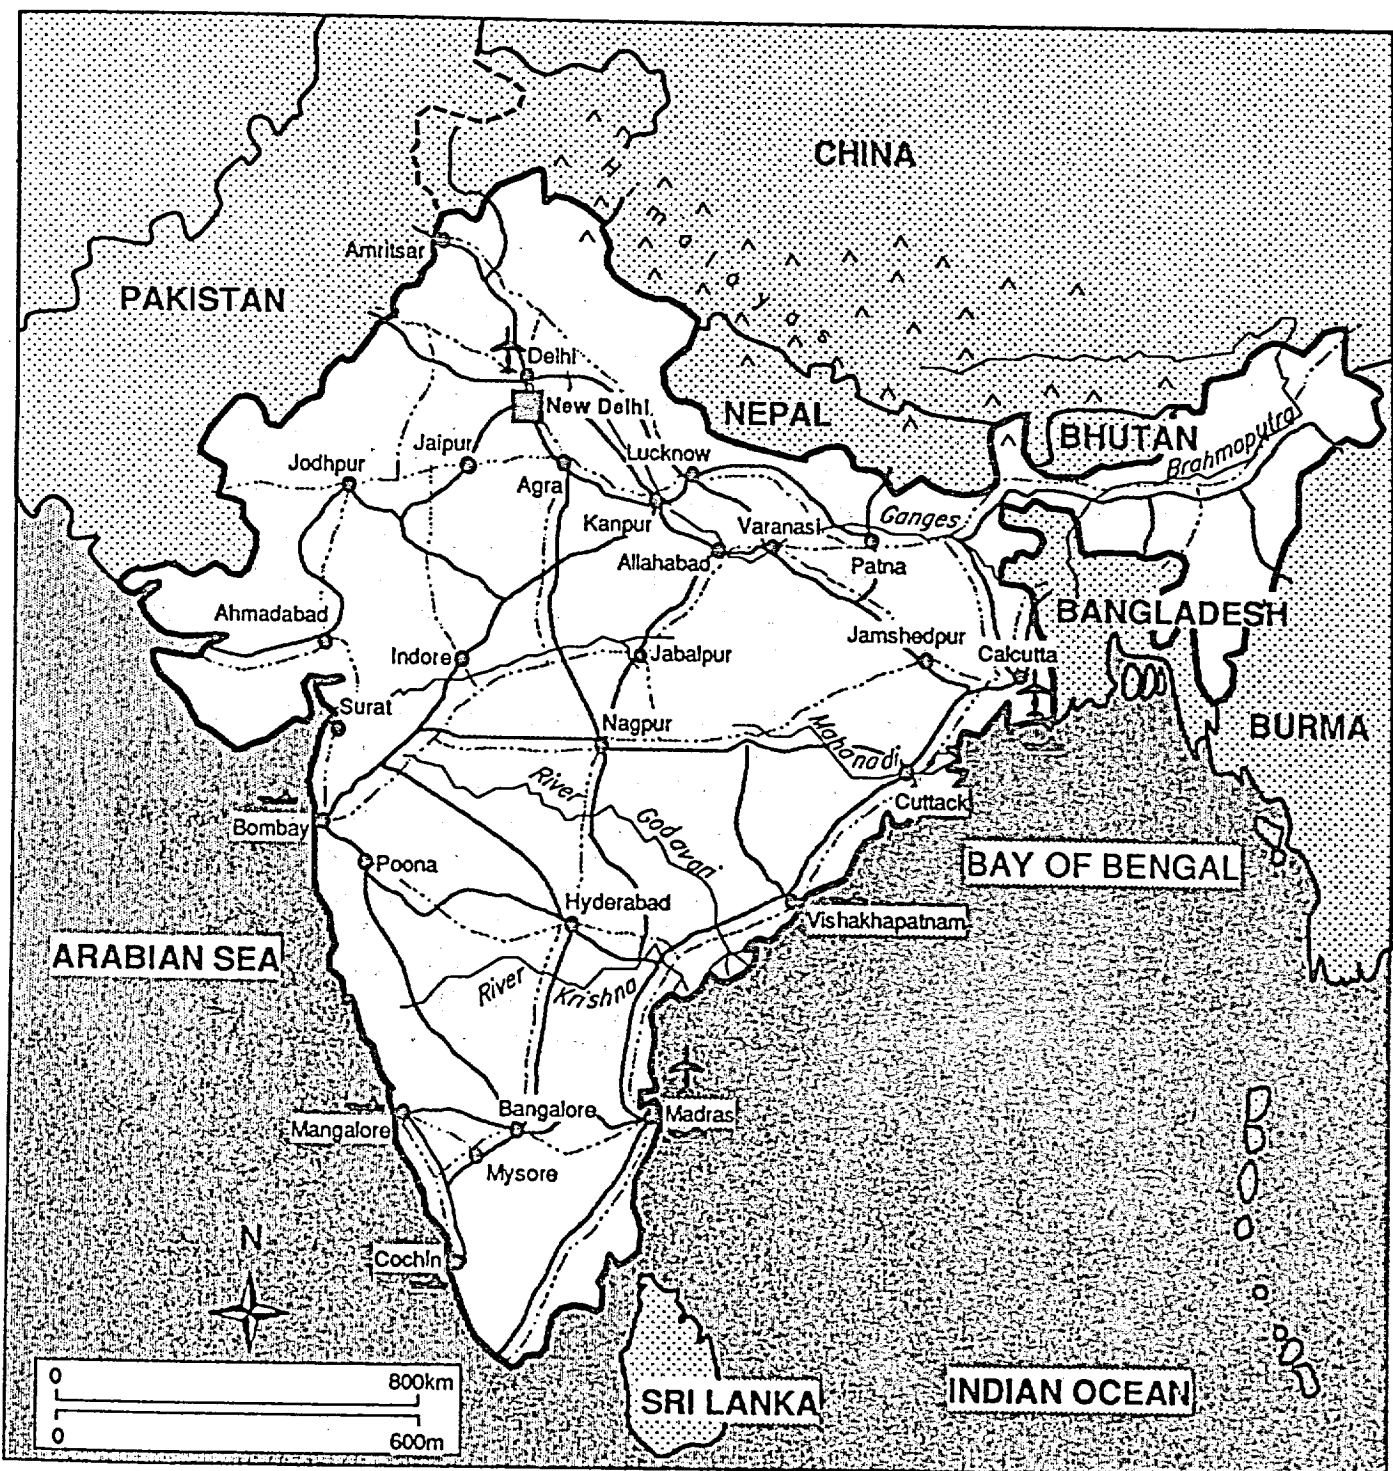 CHINA
Himalayas
Amritsar
PAKISTAN
Delhi
New Delhi
NEPAL
BHUTAN
Brahmoputra
Jaipur
Lucknow
Jodhpur
Agra
Kanpur
Varanasi
Ganges
Allahabad
Patna
Ahmadabad
BANGLADESH
Jamshedpur
Indore
Jabalpur
Calcutta
Surat
Nagpur
Mahanadi
BURMA
River Godavari
Cuttack
Bombay
Poona
BAY OF BENGAL
Hyderabad
Vishakhapatnam
ARABIAN SEA
River Krishna
Bangalore
Madras
Mangalore
Mysore
N
Cochin
0 800km
0 600m
SRI LANKA
INDIAN OCEAN